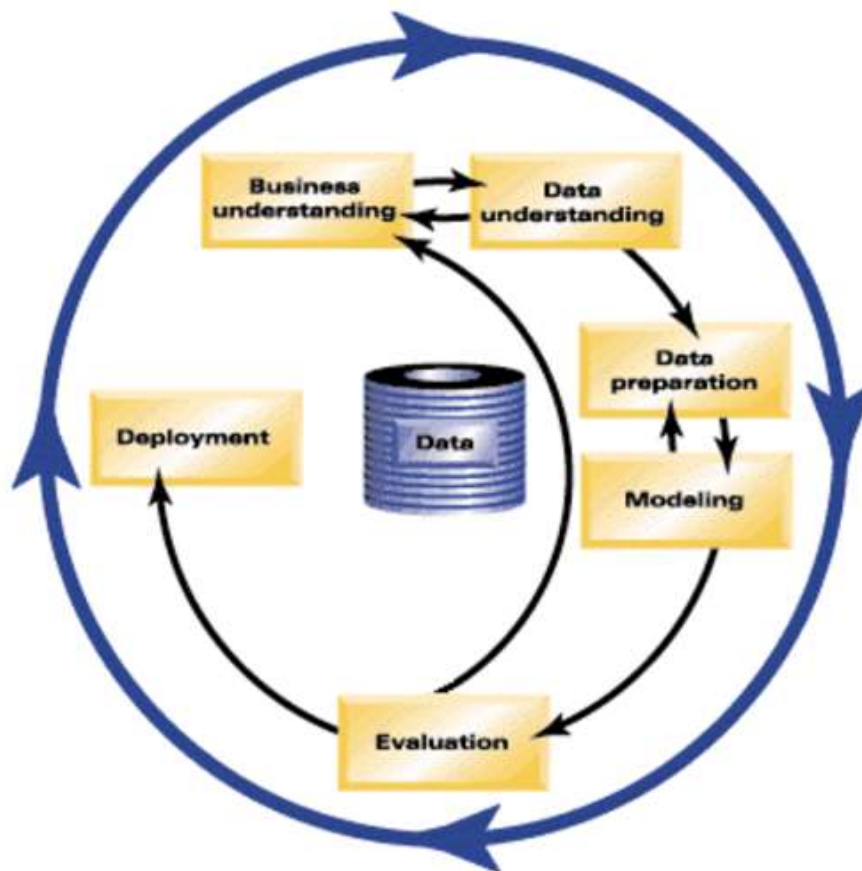 Business
understanding
Data
understanding
Data
preparation
Deployment
Data
Modeling
Evaluation